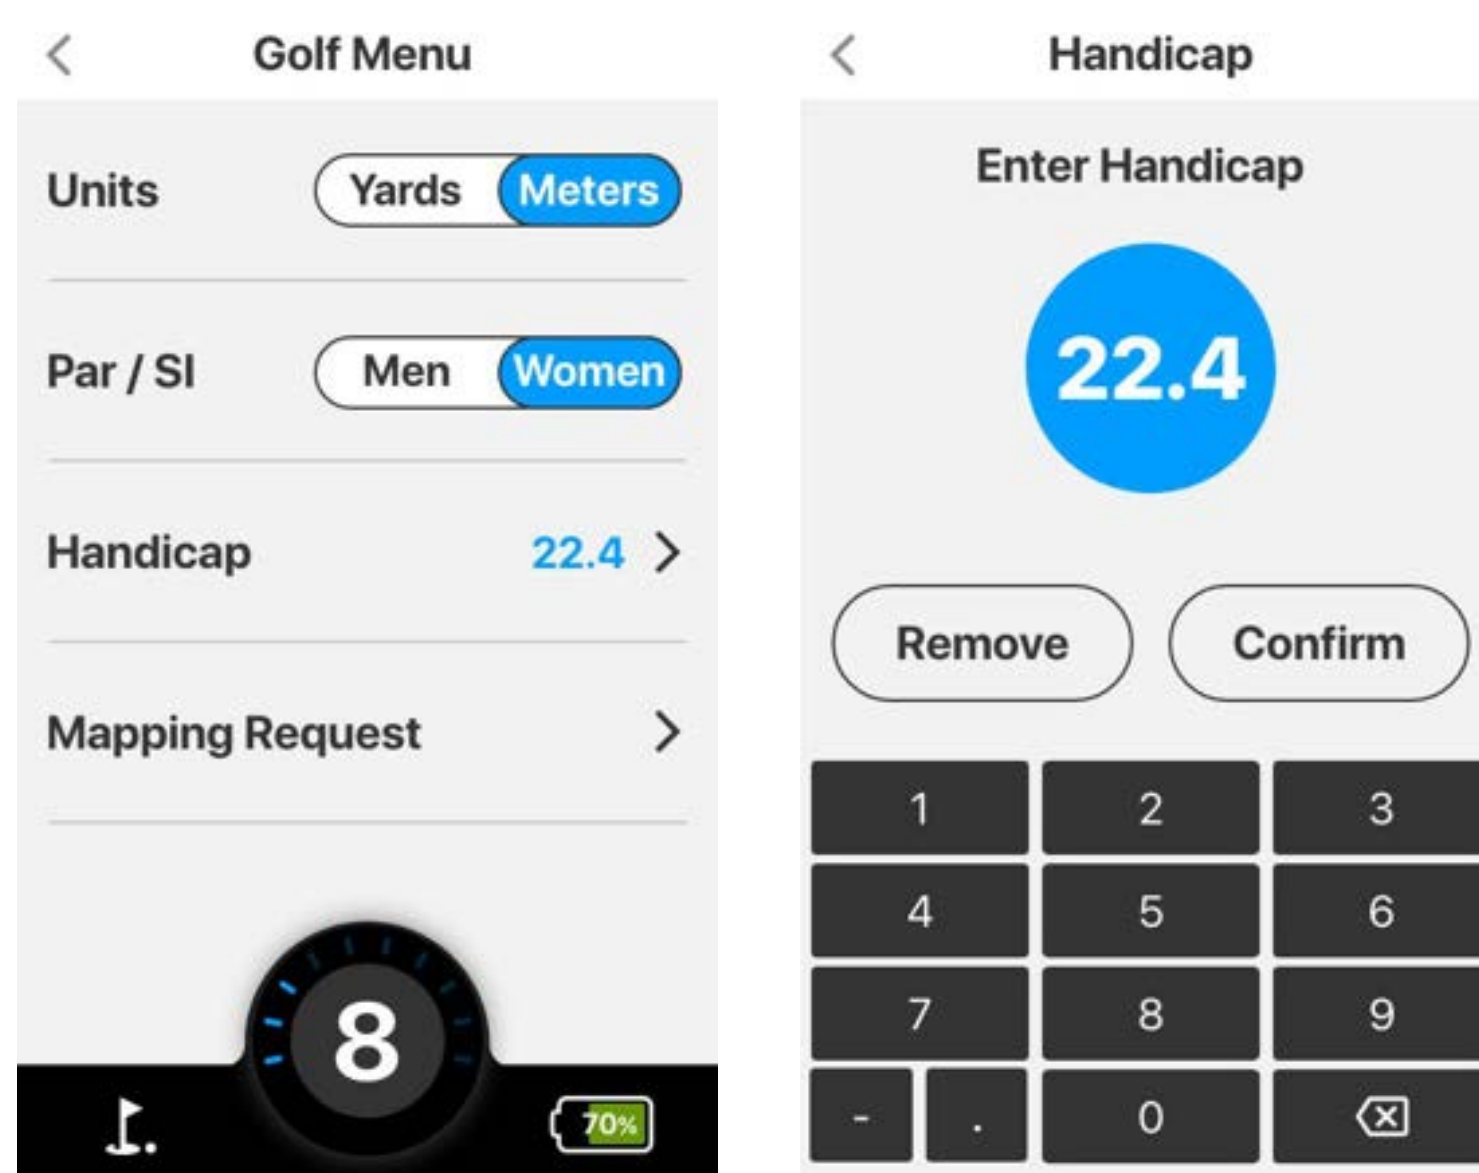 Golf Menu
Units Yards Meters
Par / SI Men Women
Handicap 22.4
Mapping Request
8
70%
Handicap
Enter Handicap
22.4
Remove Confirm
1 2 3
4 5 6
7 8 9
- . 0